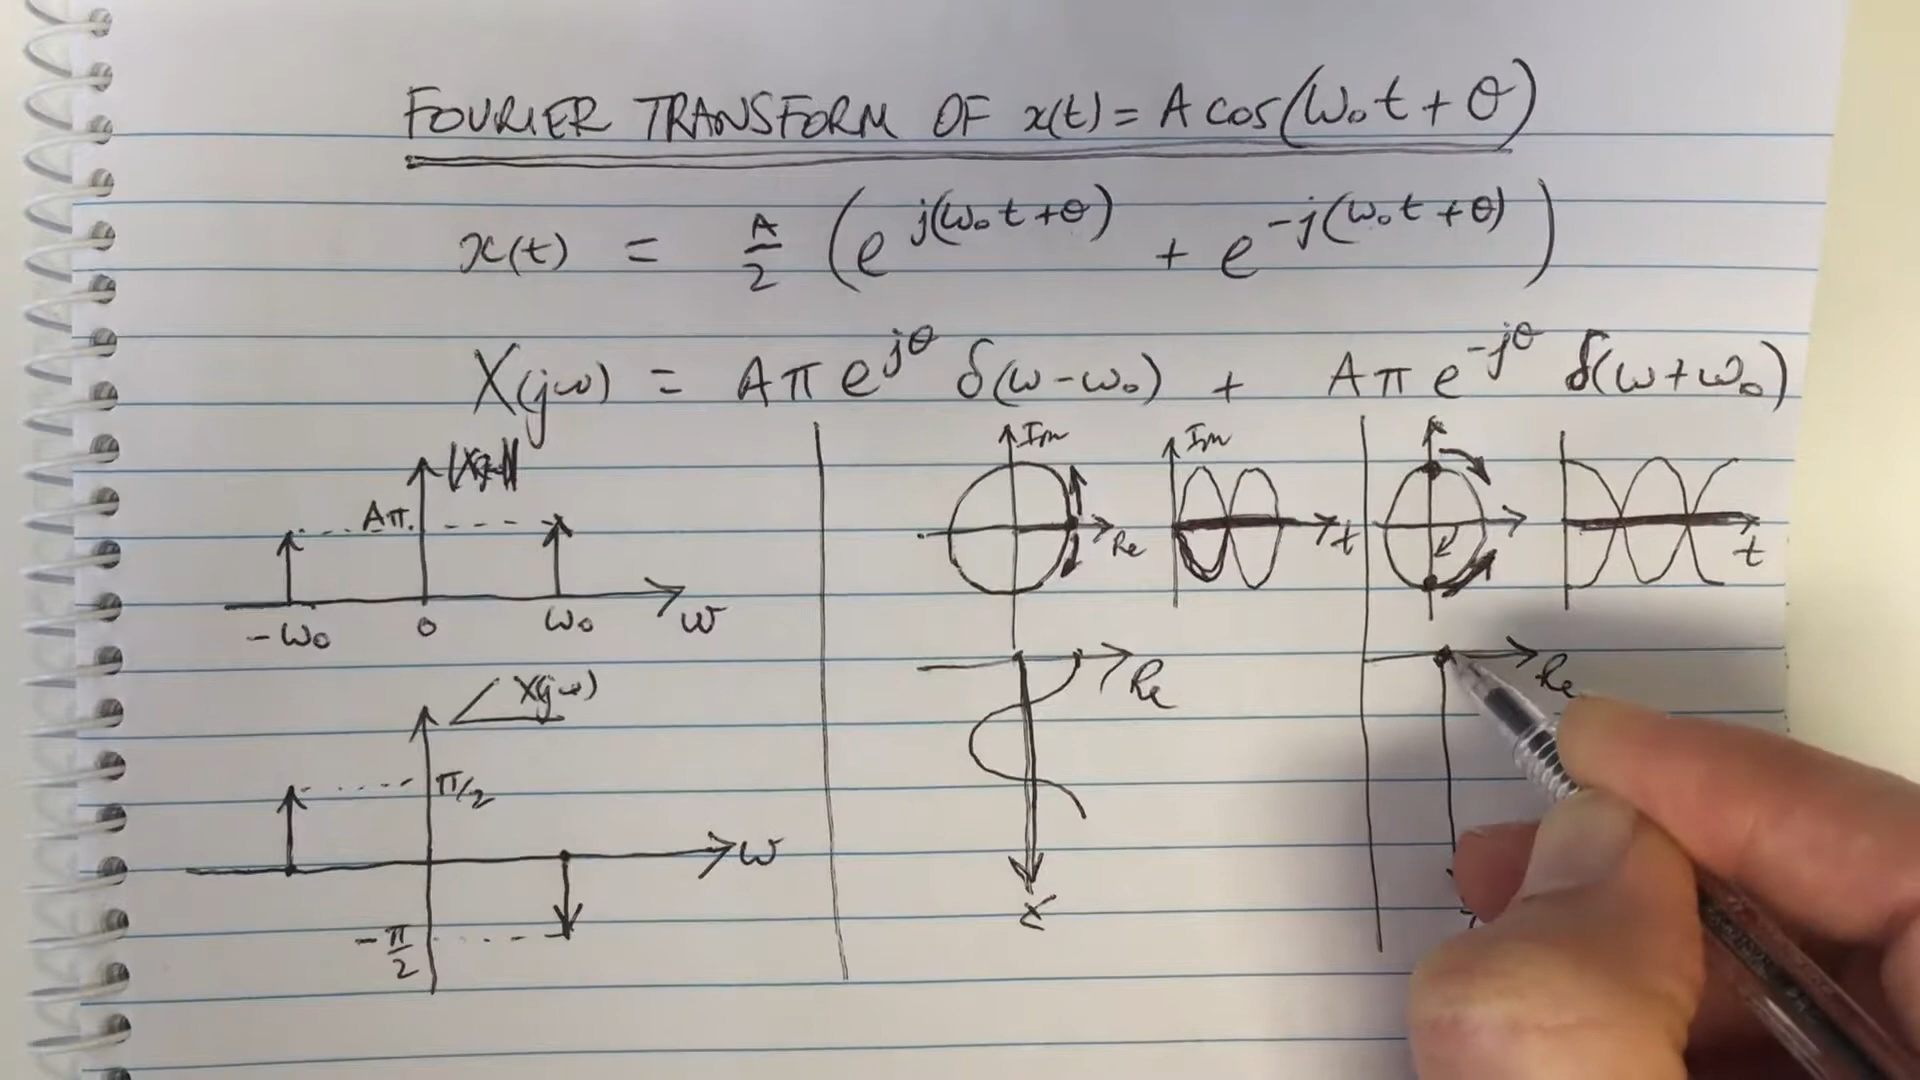 FOURIER TRANSFORM OF x(t) = A cos(ω₀t + θ)
x(t) = A/2 (e^{j(ω₀t+θ)} + e^{-j(ω₀t+θ)})
X(jω) = Aπ e^{jθ} δ(ω-ω₀) + Aπ e^{-jθ} δ(ω+ω₀)
|X(jω)|
Aπ
-ω₀ 0 ω₀ ω
∠X(jω)
π/2
ω
-π/2
Im
Re
Im
t
Re
t
Re